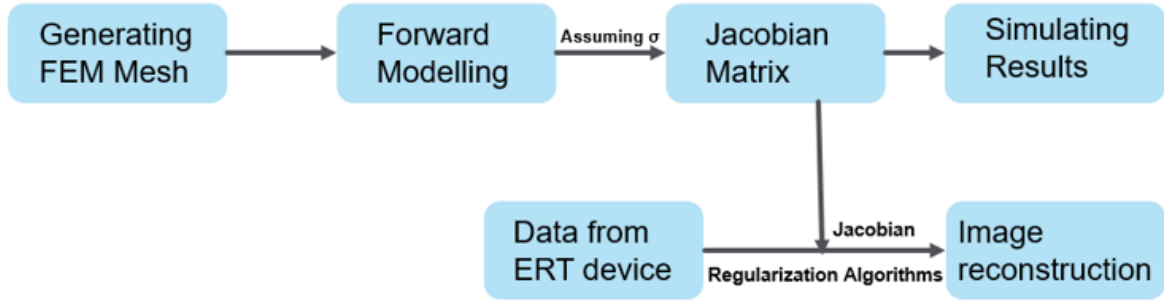 Generating
FEM Mesh
Forward
Modelling
Assuming σ
Jacobian
Matrix
Simulating
Results
Data from
ERT device
Jacobian
Regularization Algorithms
Image
reconstruction